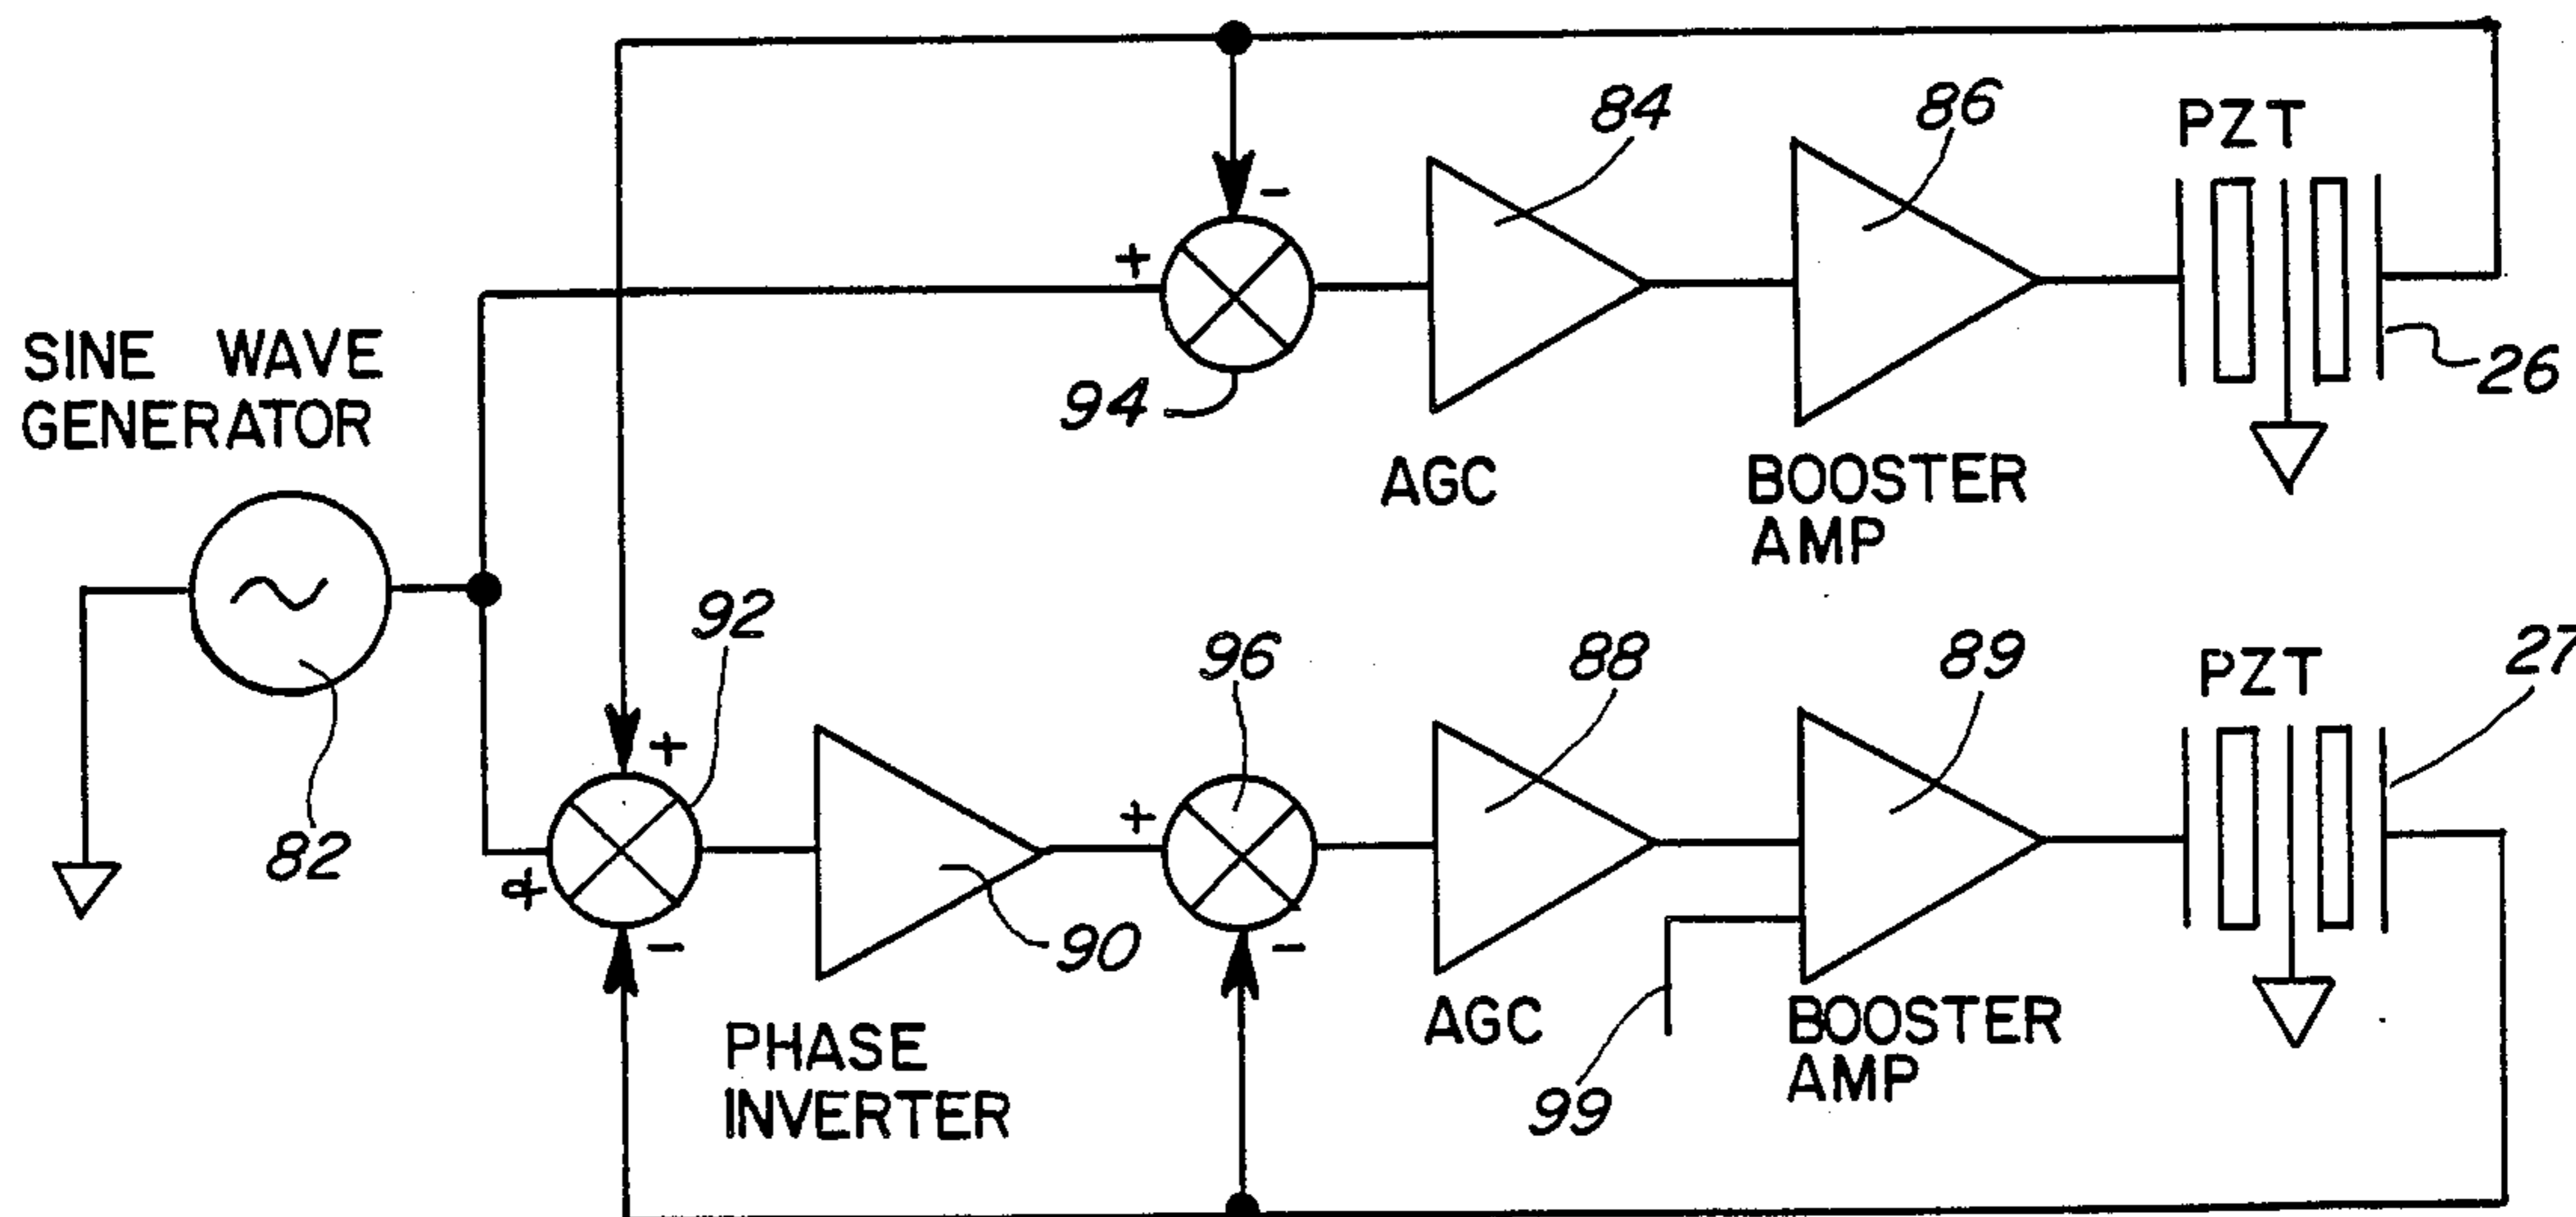 84
86
PZT
-
+
SINE WAVE
GENERATOR
94
26
AGC
BOOSTER
AMP
92
96
88
89
PZT
27
+
+
82
+
-
90
-
PHASE
INVERTER
AGC
BOOSTER
AMP
99